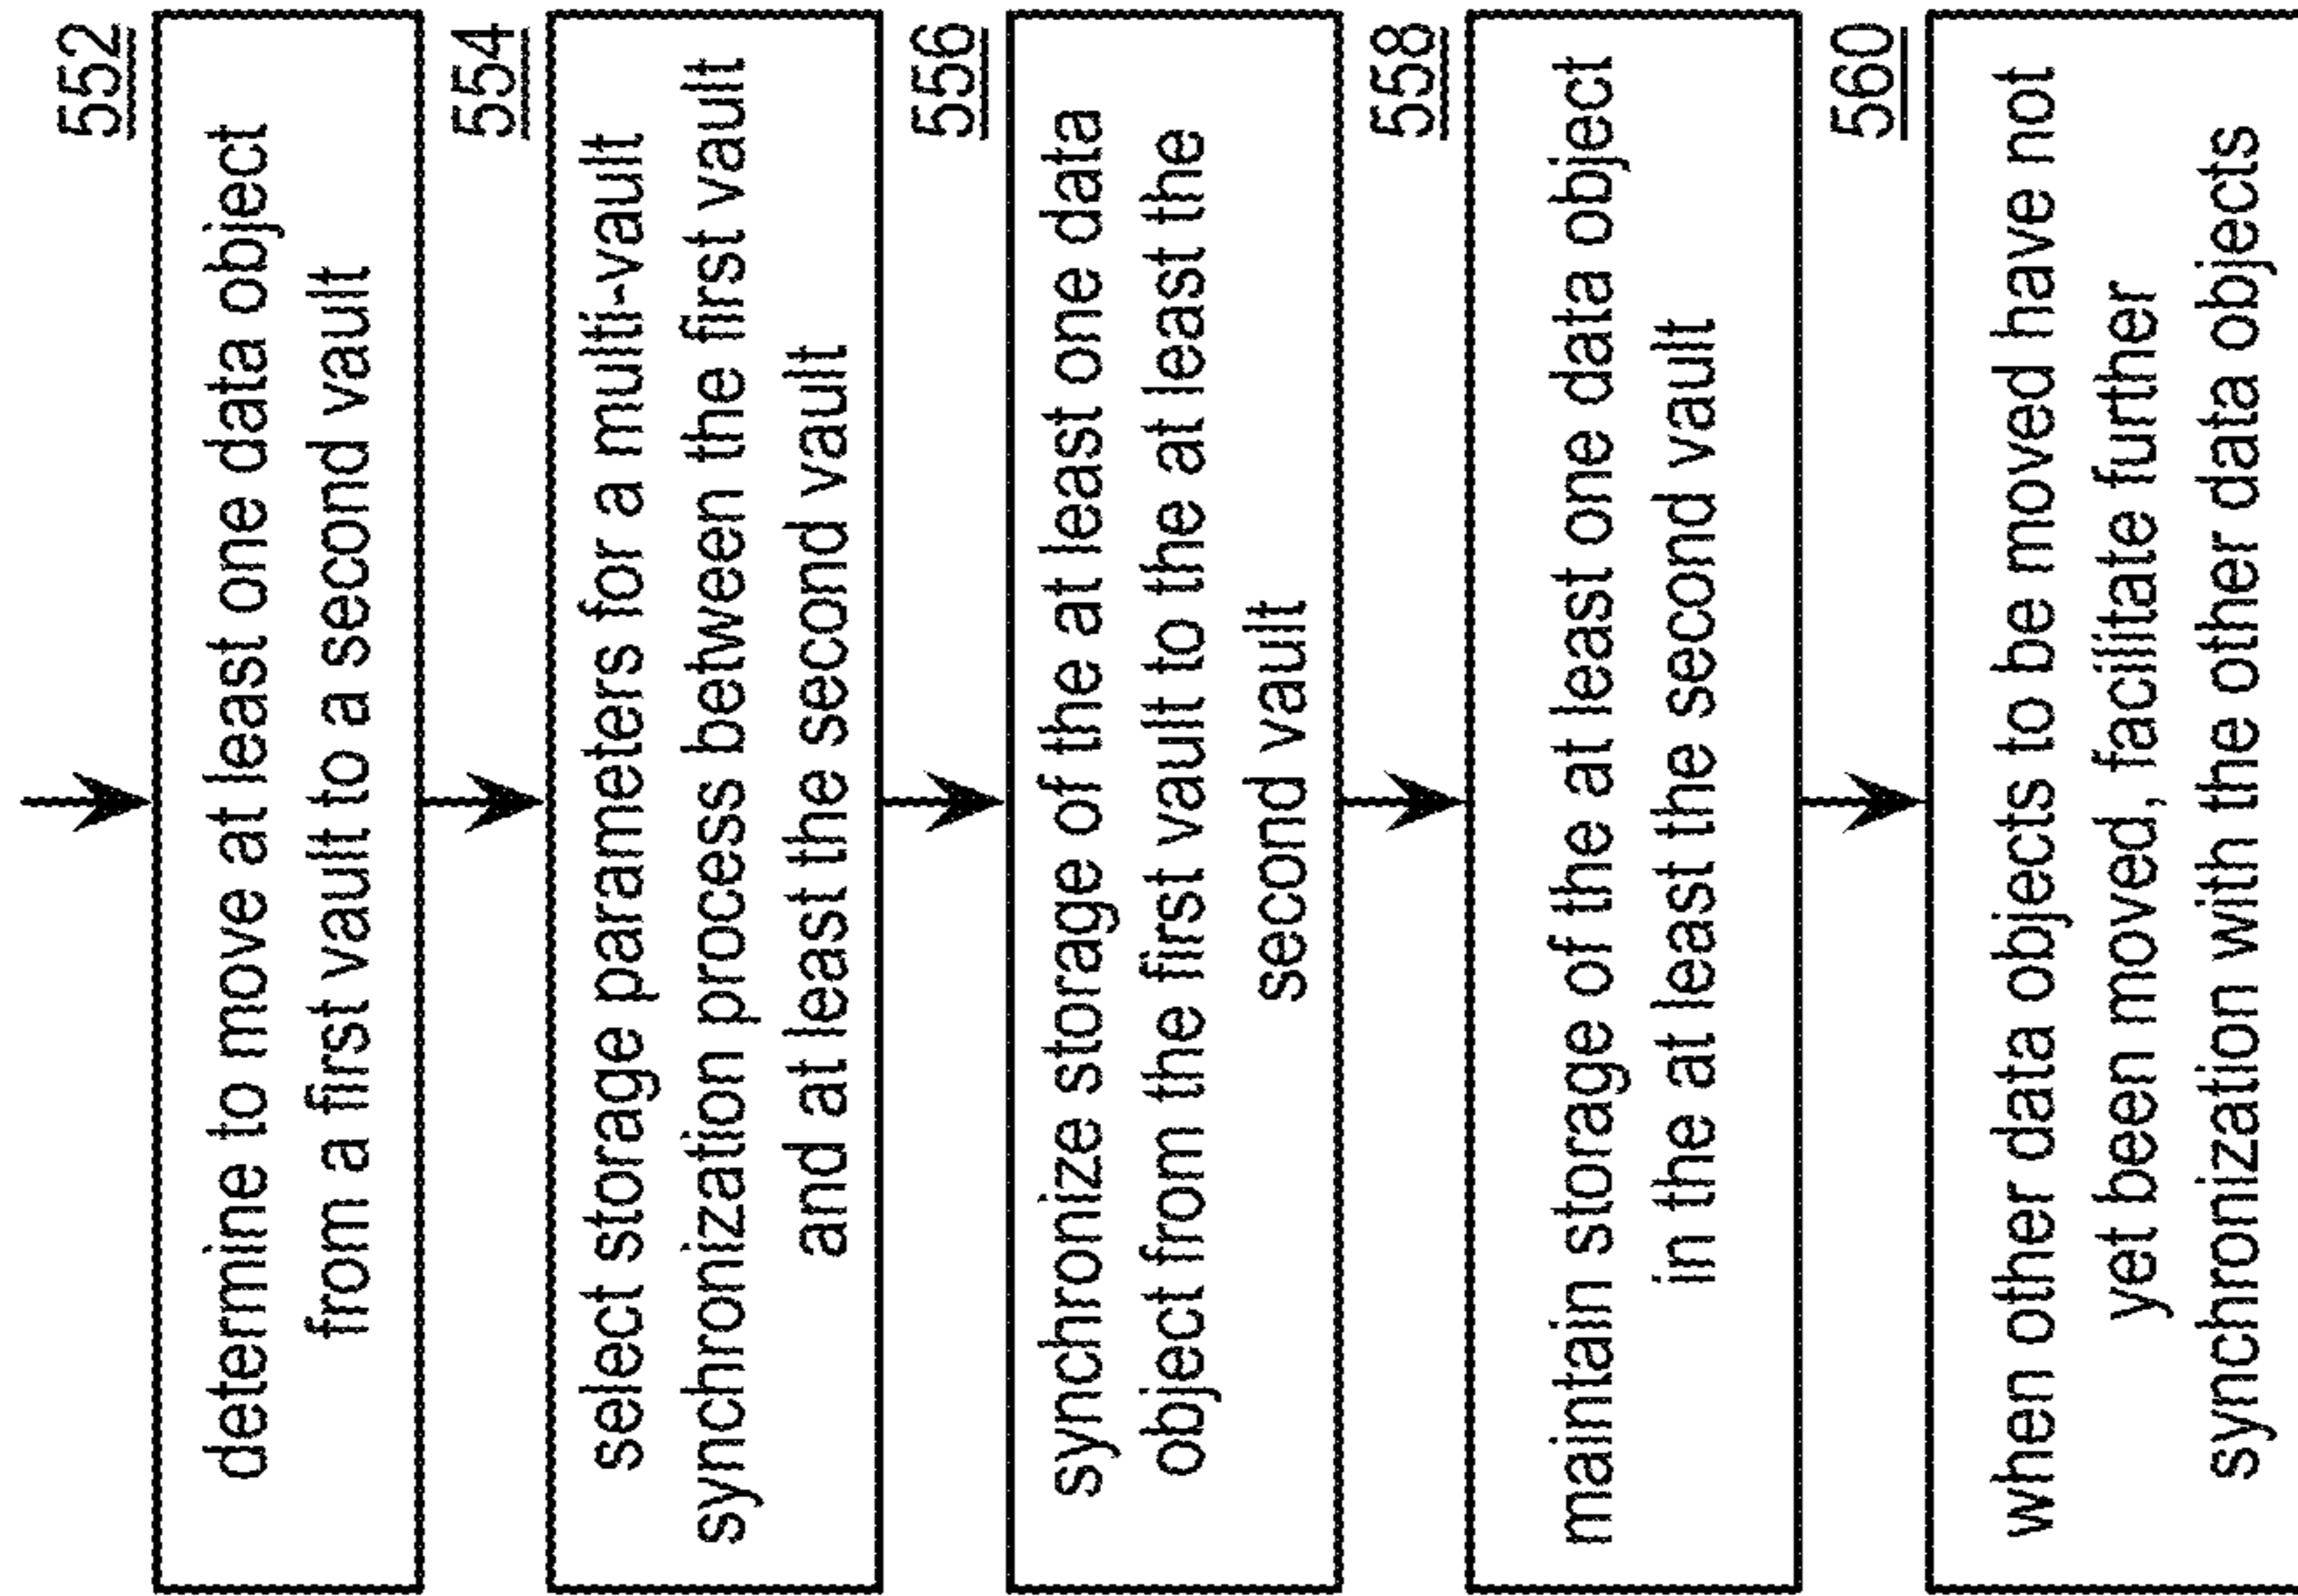 552
determine to move at least one data object
from a first vault to a second vault
554
select storage parameters for a multi-vault
synchronization process between the first vault
and at least the second vault
556
synchronize storage of the at least one data
object from the first vault to the at least the
second vault
558
maintain storage of the at least one data object
in the at least the second vault
560
when other data objects to be moved have not
yet been moved, facilitate further
synchronization with the other data objects